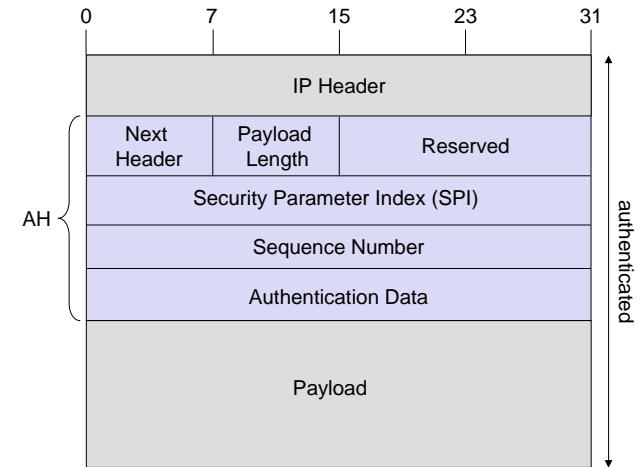 0 7 15 23 31
IP Header
Next
Header
Payload
Length
Reserved
AH
Security Parameter Index (SPI)
Sequence Number
Authentication Data
authenticated
Payload